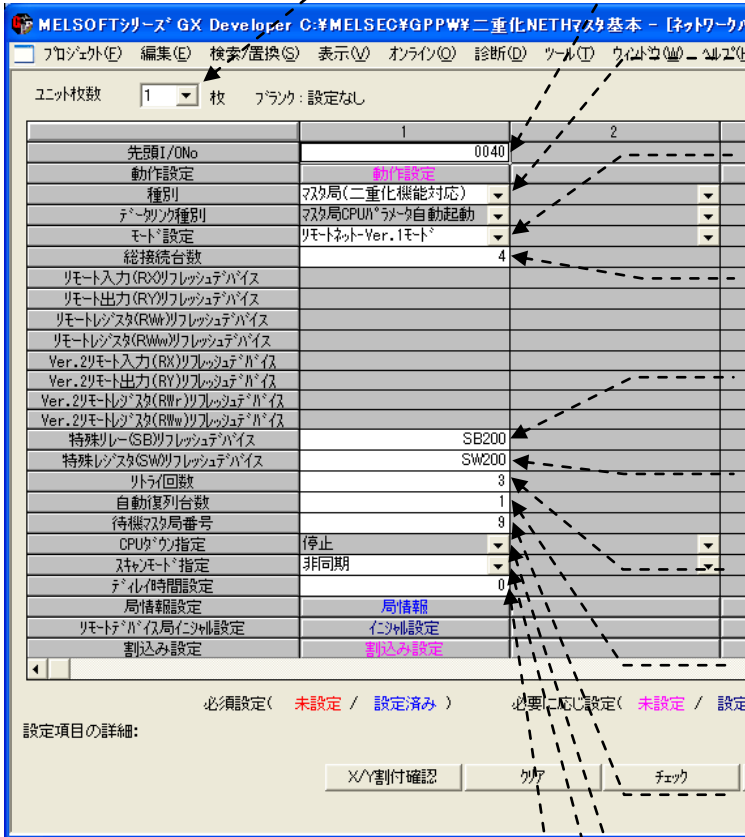 MELSOFTシリーズ GX Developer C:¥MELSEC¥GPPW¥二重化NETHマスタ基本 - [ネットワークパ
プロジェクト(F) 編集(E) 検索/置換(S) 表示(V) オンライン(O) 診断(D) ツール(T) ウィンドウ(W) ヘルプ(H
ユニット枚数 1 枚 ブランク:設定なし
1 2
先頭I/ONo 0040
動作設定 動作設定
種別 マスタ局(二重化機能対応)
データリンク種別 マスタ局CPUパラメータ自動起動
モード設定 リモートネット-Ver.1モード
総接続台数 4
リモート入力(RX)リフレッシュデバイス
リモート出力(RY)リフレッシュデバイス
リモートレジスタ(RWr)リフレッシュデバイス
リモートレジスタ(RWw)リフレッシュデバイス
Ver.2リモート入力(RX)リフレッシュデバイス
Ver.2リモート出力(RY)リフレッシュデバイス
Ver.2リモートレジスタ(RWr)リフレッシュデバイス
Ver.2リモートレジスタ(RWw)リフレッシュデバイス
特殊リレー(SB)リフレッシュデバイス SB200
特殊レジスタ(SW)リフレッシュデバイス SW200
リトライ回数 3
自動復列台数 1
待機マスタ局番号 9
CPUダウン指定 停止
スキャンモード指定 非同期
ディレイ時間設定 0
局情報設定 局情報
リモートデバイス局イニシャル設定 イニシャル設定
割込み設定 割込み設定
必須設定( 未設定 / 設定済み ) 必要に応じ設定( 未設定 / 設定
設定項目の詳細:
X/Y割付確認 クリア チェック